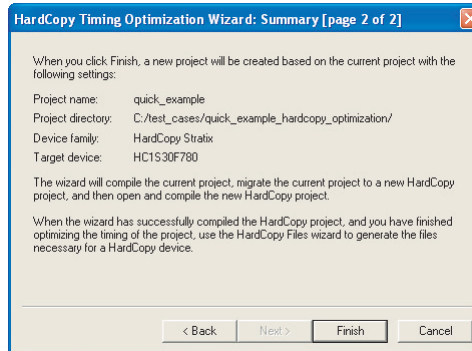 HardCopy Timing Optimization Wizard: Summary [page 2 of 2]
When you click Finish, a new project will be created based on the current project with the
following settings:
Project name: quick_example
Project directory: C:/test_cases/quick_example_hardcopy_optimization/
Device family: HardCopy Stratix
Target device: HC1S30F780
The wizard will compile the current project, migrate the current project to a new HardCopy
project, and then open and compile the new HardCopy project.
When the wizard has successfully compiled the HardCopy project, and you have finished
optimizing the timing of the project, use the HardCopy Files wizard to generate the files
necessary for a HardCopy device.
< Back Next > Finish Cancel